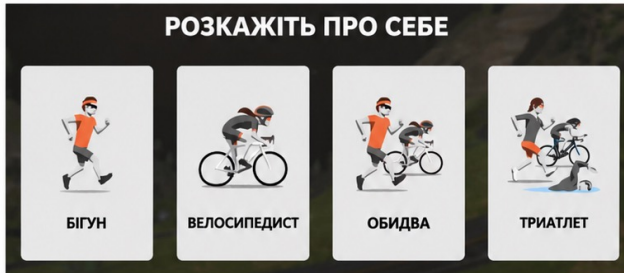 РОЗКАЖІТЬ ПРО СЕБЕ
БІГУН
ВЕЛОСИПЕДИСТ
ОБИДВА
ТРИАТЛЕТ